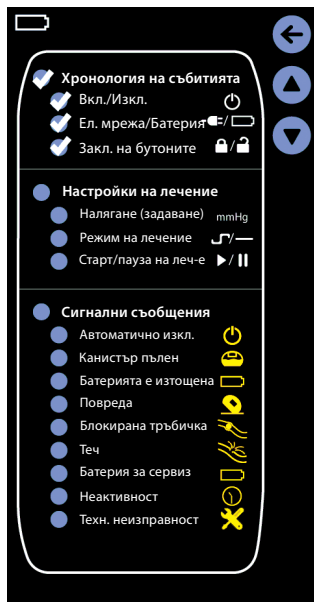 Хронология на събитията
Вкл./Изкл.
Ел. мрежа/Батерия /
Закл. на бутоните /
Настройки на лечение
Налягане (задаване) mmHg
Режим на лечение /
Старт/пауза на леч-е /
Сигнални съобщения
Автоматично изкл.
Канистър пълен
Батерията е изтощена
Повреда
Блокирана тръбичка
Теч
Батерия за сервиз
Неактивност
Техн. неизправност